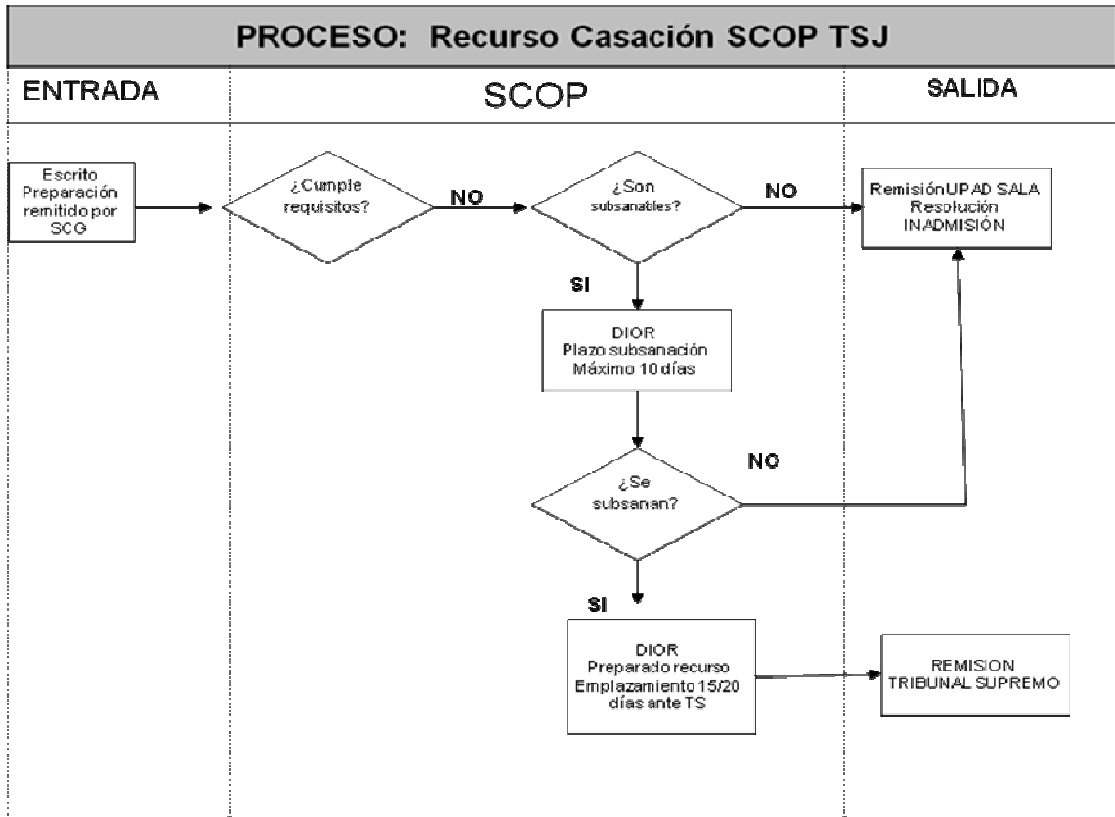 PROCESO:  Recurso Casación SCOP TSJ
ENTRADA
SCOP
SALIDA
Escrito
Preparación
remitido por
SCG
¿Cumple
requisitos?
NO
¿Son
subsanables?
NO
Remisión UPAD SALA
Resolución
INADMISIÓN
SI
DIOR
Plazo subsanación
Máximo 10 días
¿Se
subsanan?
NO
SI
DIOR
Preparado recurso
Emplazamiento 15/20
días ante TS
REMISION
TRIBUNAL SUPREMO